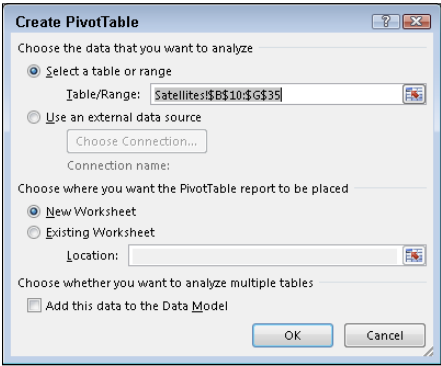 Create PivotTable
?
Choose the data that you want to analyze
Select a table or range
Table/Range: Satellites!$B$10:$G$35
Use an external data source
Choose Connection...
Connection name:
Choose where you want the PivotTable report to be placed
New Worksheet
Existing Worksheet
Location:
Choose whether you want to analyze multiple tables
Add this data to the Data Model
OK Cancel